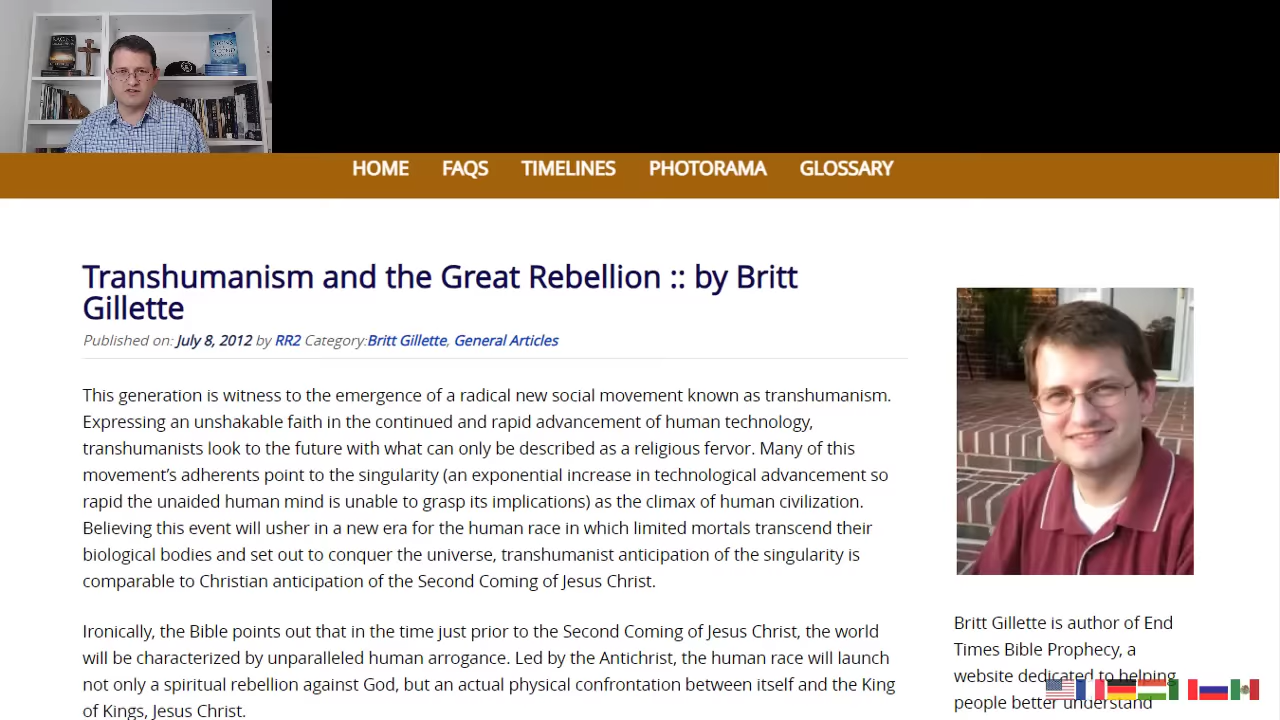 HOME FAQS TIMELINES PHOTORAMA GLOSSARY
Transhumanism and the Great Rebellion :: by Britt
Gillette
Published on: July 8, 2012 by RR2 Category:Britt Gillette, General Articles
This generation is witness to the emergence of a radical new social movement known as transhumanism.
Expressing an unshakable faith in the continued and rapid advancement of human technology,
transhumanists look to the future with what can only be described as a religious fervor. Many of this
movement's adherents point to the singularity (an exponential increase in technological advancement so
rapid the unaided human mind is unable to grasp its implications) as the climax of human civilization.
Believing this event will usher in a new era for the human race in which limited mortals transcend their
biological bodies and set out to conquer the universe, transhumanist anticipation of the singularity is
comparable to Christian anticipation of the Second Coming of Jesus Christ.
Ironically, the Bible points out that in the time just prior to the Second Coming of Jesus Christ, the world
will be characterized by unparalleled human arrogance. Led by the Antichrist, the human race will launch
not only a spiritual rebellion against God, but an actual physical confrontation between itself and the King
of Kings, Jesus Christ.
Britt Gillette is author of End
Times Bible Prophecy, a
website dedicated to helping
people better understand